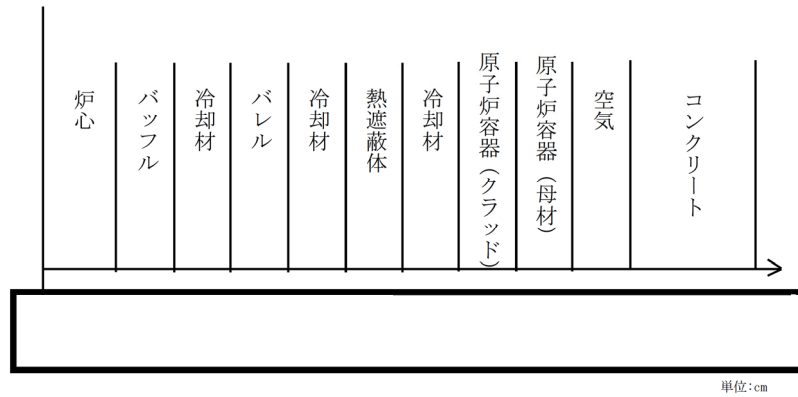 炉心
バッフル
冷却材
バレル
冷却材
熱遮蔽体
冷却材
原子炉容器(クラッド)
原子炉容器(母材)
空気
コンクリート
単位:cm